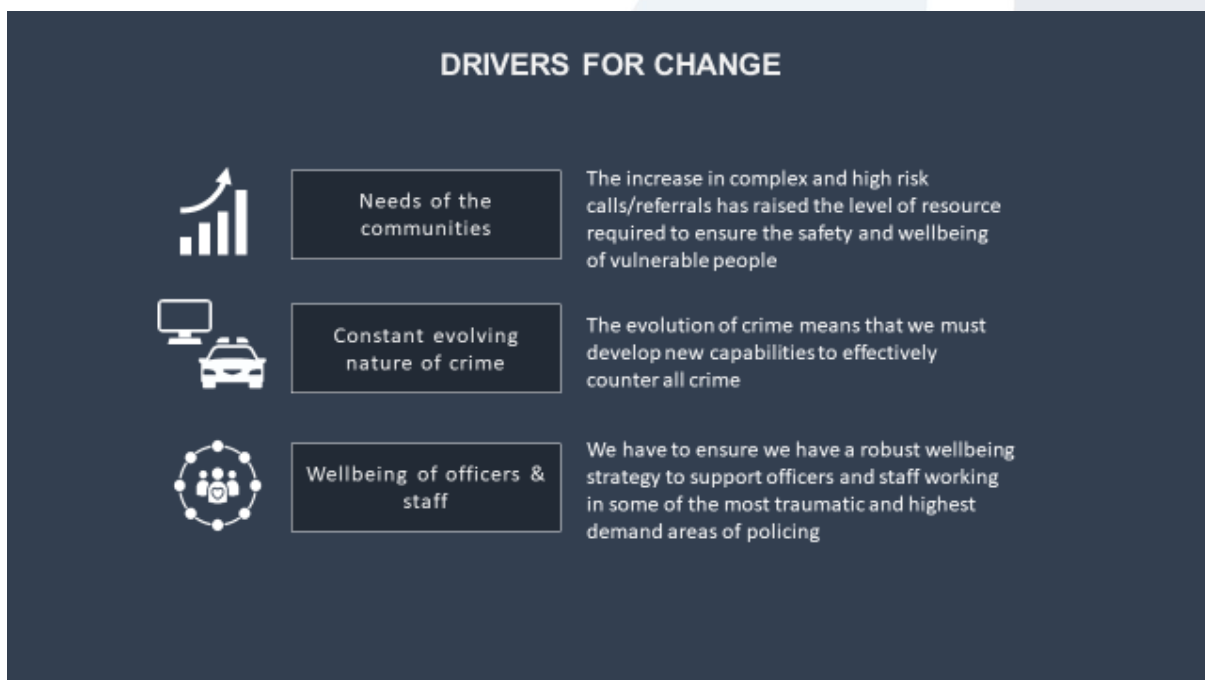 DRIVERS FOR CHANGE
Needs of the
communities
The increase in complex and high risk
calls/referrals has raised the level of resource
required to ensure the safety and wellbeing
of vulnerable people
Constant evolving
nature of crime
The evolution of crime means that we must
develop new capabilities to effectively
counter all crime
Wellbeing of officers &
staff
We have to ensure we have a robust wellbeing
strategy to support officers and staff working
in some of the most traumatic and highest
demand areas of policing